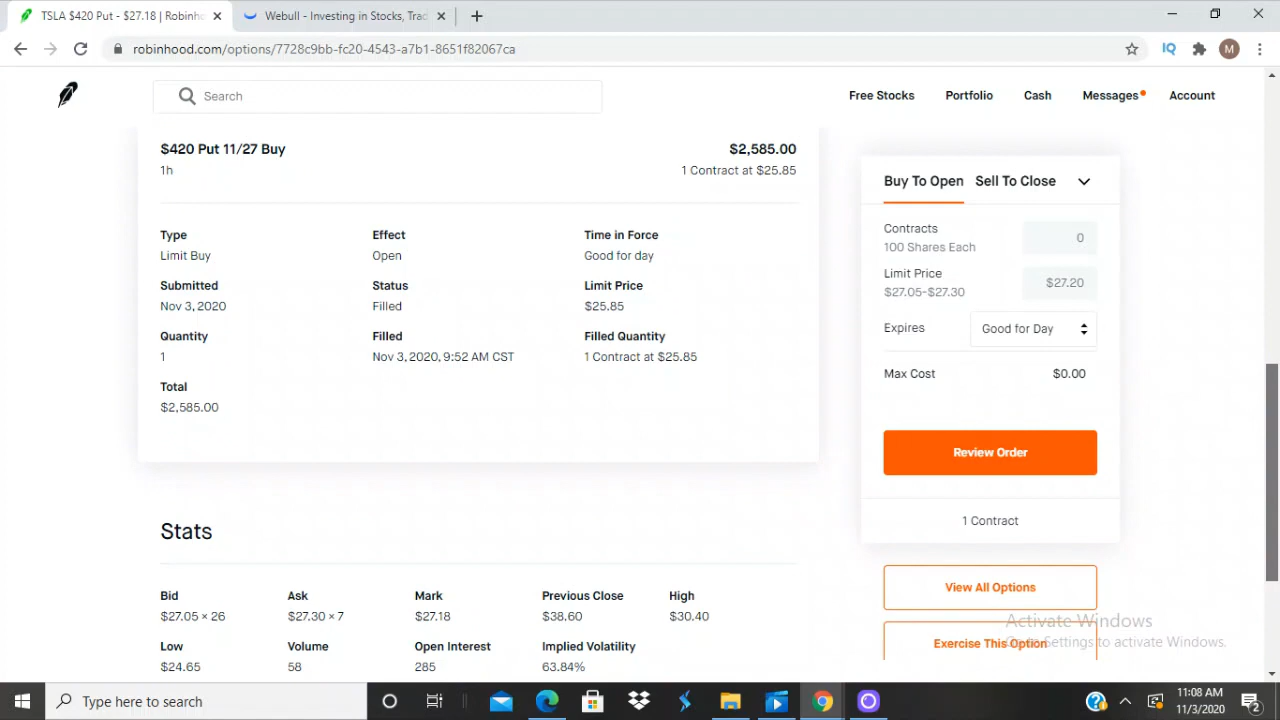 TSLA $420 Put - $27.18 | Robinh
Webull - Investing in Stocks, Trad
robinhood.com/options/7728c9bb-fc20-4543-a7b1-8651f82067ca
IQ
M
Search
Free Stocks
Portfolio
Cash
Messages
Account
$420 Put 11/27 Buy
$2,585.00
1h
1 Contract at $25.85
Type
Effect
Time in Force
Limit Buy
Open
Good for day
Submitted
Status
Limit Price
Nov 3, 2020
Filled
$25.85
Quantity
Filled
Filled Quantity
1
Nov 3, 2020, 9:52 AM CST
1 Contract at $25.85
Total
$2,585.00
Buy To Open
Sell To Close
Contracts
100 Shares Each
0
Limit Price
$27.05-$27.30
$27.20
Expires
Good for Day
Max Cost
$0.00
Review Order
1 Contract
View All Options
Exercise This Option
Stats
Bid
Ask
Mark
Previous Close
High
$27.05 × 26
$27.30 × 7
$27.18
$38.60
$30.40
Low
Volume
Open Interest
Implied Volatility
$24.65
58
285
63.84%
Activate Windows
Go to Settings to activate Windows.
Type here to search
11:08 AM
11/3/2020
2